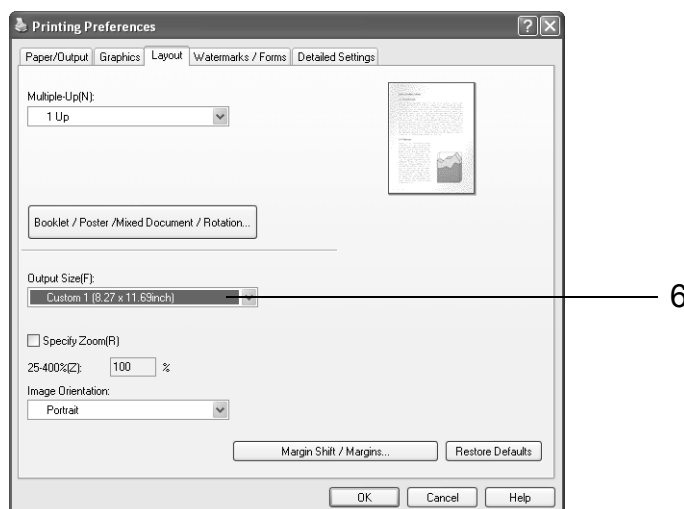 Printing Preferences
Paper/Output Graphics Layout Watermarks / Forms Detailed Settings
Multiple-Up(N):
1 Up
Booklet / Poster /Mixed Document / Rotation...
Output Size(F):
Custom 1 (8.27 x 11.69inch)
6
Specify Zoom(R)
25-400%(Z): 100 %
Image Orientation:
Portrait
Margin Shift / Margins... Restore Defaults
OK Cancel Help